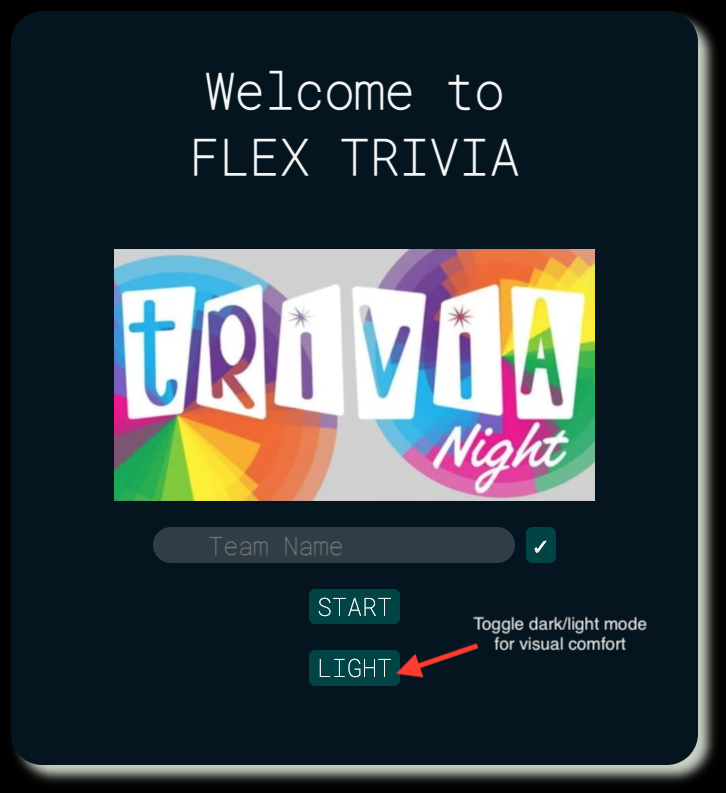 Welcome to
FLEX TRIVIA
tRiViA
Night
Team Name ✓
START
Toggle dark/light mode
for visual comfort
LIGHT